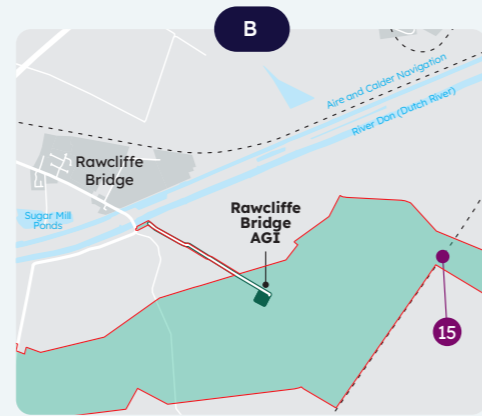 B
Aire and Calder Navigation
River Don (Dutch River)
Rawcliffe
Bridge
Sugar Mill
Ponds
Rawcliffe
Bridge
AGI
15